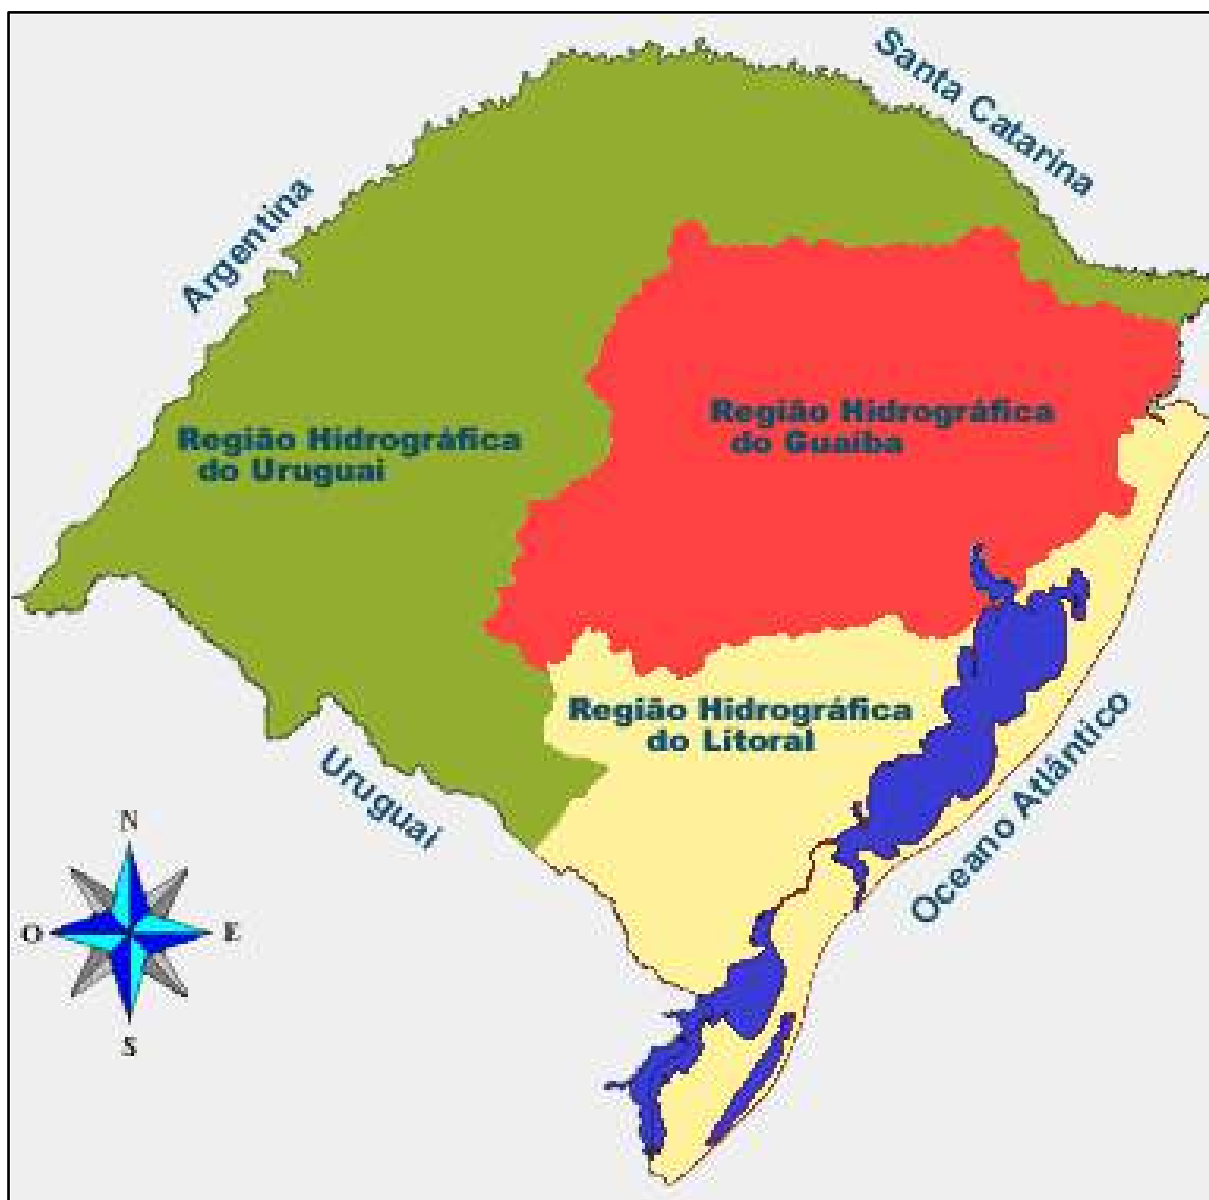 Santa Catarina
Argentina
Região Hidrográfica
do Guaíba
Região Hidrográfica
do Uruguai
Região Hidrográfica
do Litoral
Uruguai
Oceano Atlântico
N
O
E
S